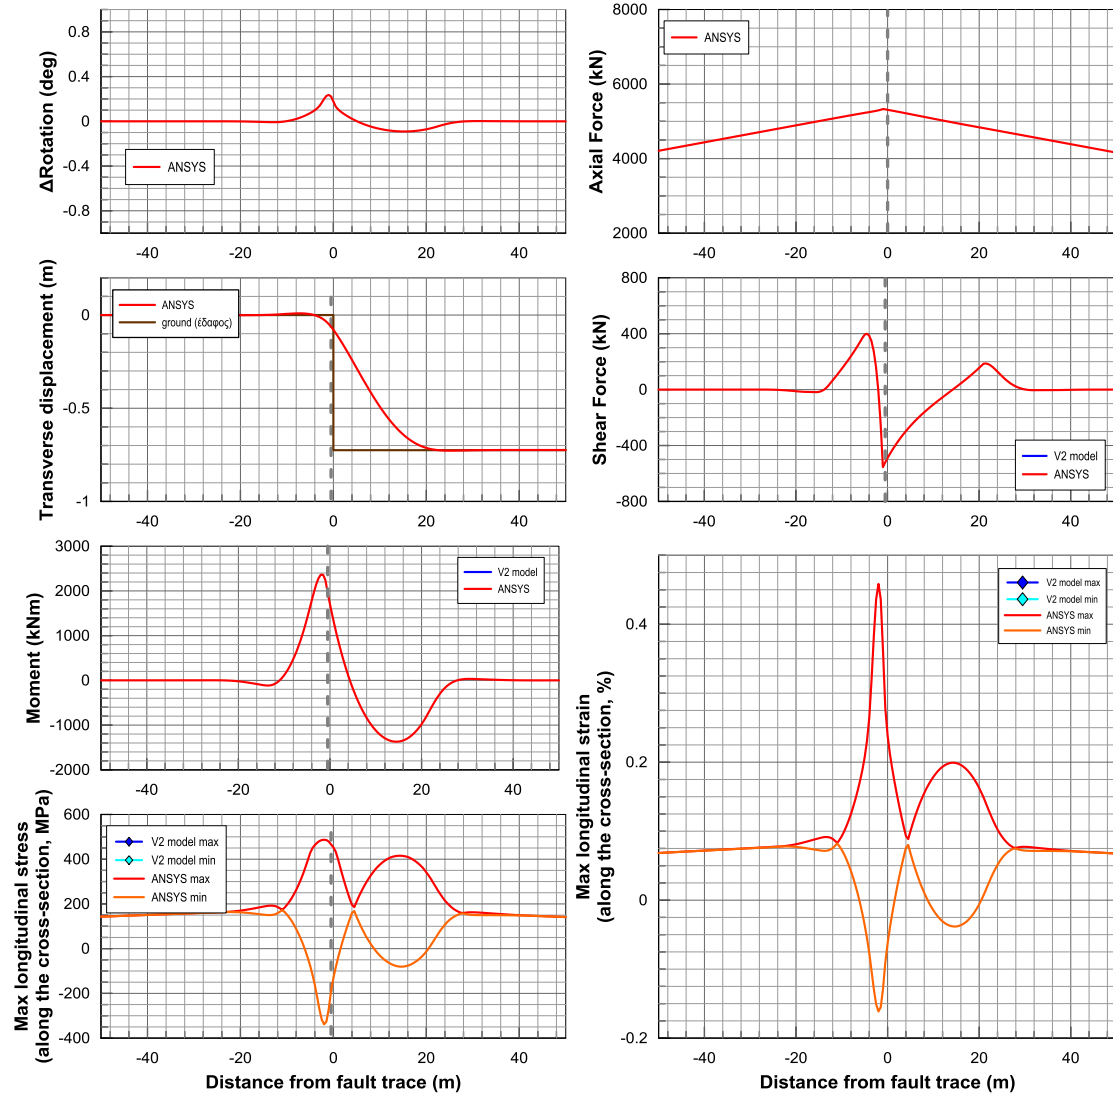 ΔRotation (deg)
0.8
0.4
0
-0.4
-0.8
ANSYS
-40
-20
0
20
40
Axial Force (kN)
8000
6000
4000
2000
ANSYS
-40
-20
0
20
40
Transverse displacement (m)
0
-0.5
-1
ANSYS
ground (έδαφος)
-40
-20
0
20
40
Shear Force (kN)
800
400
0
-400
-800
V2 model
ANSYS
-40
-20
0
20
40
Moment (kNm)
3000
2000
1000
0
-1000
-2000
V2 model
ANSYS
-40
-20
0
20
40
Max longitudinal stress
(along the cross-section, MPa)
600
400
200
0
-200
-400
V2 model max
V2 model min
ANSYS max
ANSYS min
-40
-20
0
20
40
Distance from fault trace (m)
Max longitudinal strain
(along the cross-section, %)
0.4
0.2
0
-0.2
V2 model max
V2 model min
ANSYS max
ANSYS min
-40
-20
0
20
40
Distance from fault trace (m)